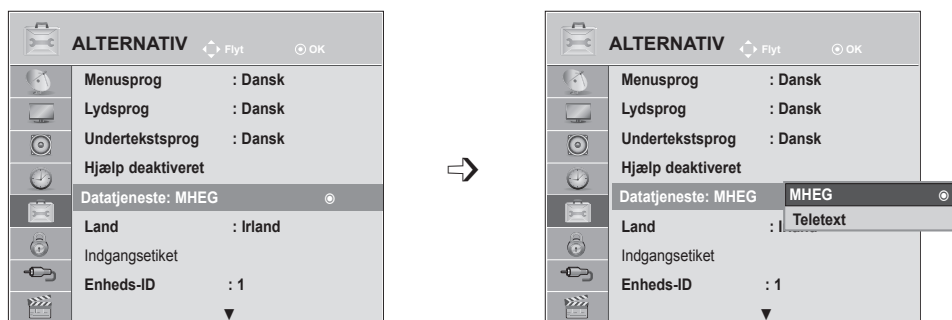 ALTERNATIV Flyt OK
Menusprog : Dansk
Lydsprog : Dansk
Undertekstsprog : Dansk
Hjælp deaktiveret
Datatjeneste: MHEG
Land : Irland
Indgangsetiket
Enheds-ID : 1
ALTERNATIV Flyt OK
Menusprog : Dansk
Lydsprog : Dansk
Undertekstsprog : Dansk
Hjælp deaktiveret
Datatjeneste: MHEG
MHEG
Teletext
Land : Irland
Indgangsetiket
Enheds-ID : 1